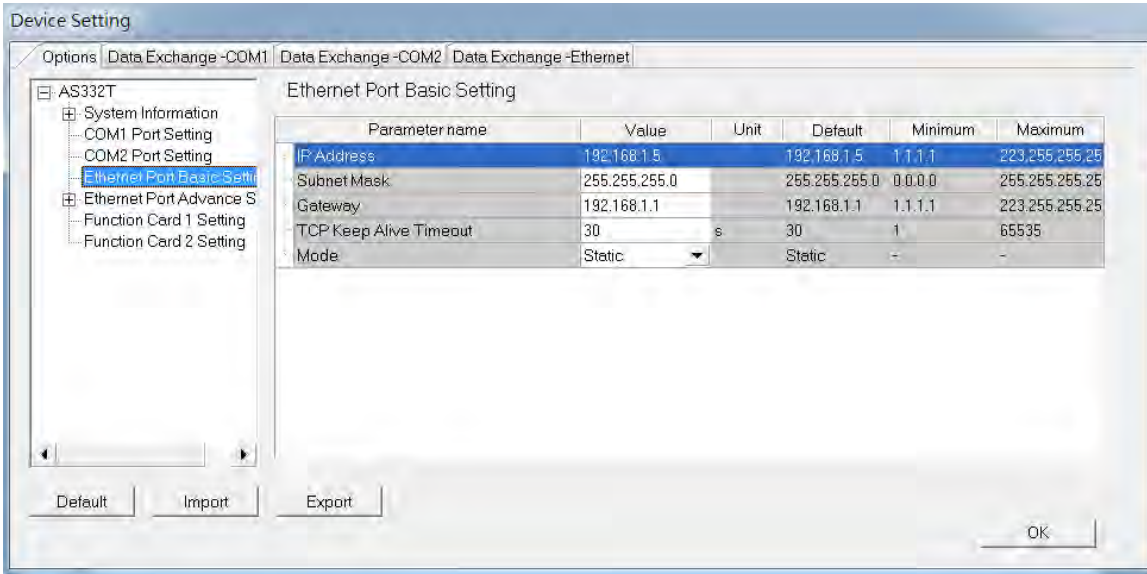 Device Setting
Options Data Exchange -COM1 Data Exchange -COM2 Data Exchange -Ethernet
AS332T
System Information
COM1 Port Setting
COM2 Port Setting
Ethernet Port Basic Settin
Ethernet Port Advance S
Function Card 1 Setting
Function Card 2 Setting
Ethernet Port Basic Setting
Parameter name Value Unit Default Minimum Maximum
IP Address 192.168.1.5 192.168.1.5 1.1.1.1 223.255.255.25
Subnet Mask 255.255.255.0 255.255.255.0 0.0.0.0 255.255.255.25
Gateway 192.168.1.1 192.168.1.1 1.1.1.1 223.255.255.25
TCP Keep Alive Timeout 30 s 30 1 65535
Mode Static Static - -
Default Import Export
OK